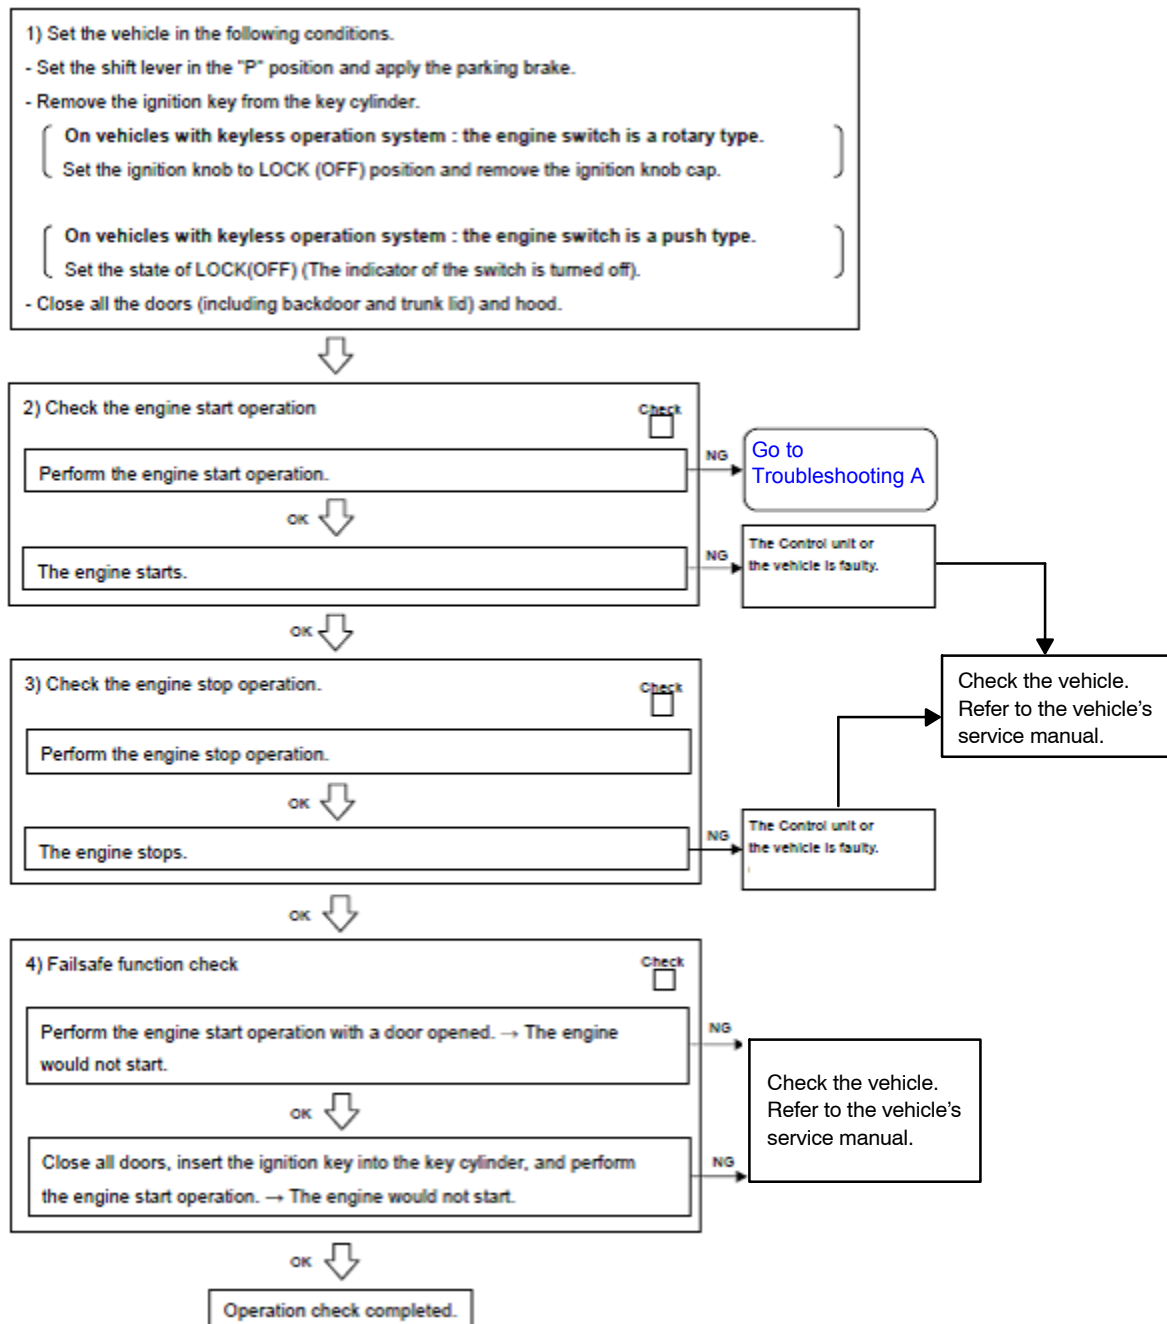 1) Set the vehicle in the following conditions.
- Set the shift lever in the "P" position and apply the parking brake.
- Remove the ignition key from the key cylinder.
On vehicles with keyless operation system : the engine switch is a rotary type.
Set the ignition knob to LOCK (OFF) position and remove the ignition knob cap.
On vehicles with keyless operation system : the engine switch is a push type.
Set the state of LOCK(OFF) (The indicator of the switch is turned off).
- Close all the doors (including backdoor and trunk lid) and hood.
2) Check the engine start operation
Check
Perform the engine start operation.
NG
Go to
Troubleshooting A
OK
The engine starts.
NG
The Control unit or
the vehicle is faulty.
OK
3) Check the engine stop operation.
Check
Check the vehicle.
Refer to the vehicle's
service manual.
Perform the engine stop operation.
OK
The engine stops.
NG
The Control unit or
the vehicle is faulty.
OK
4) Failsafe function check
Check
Perform the engine start operation with a door opened. → The engine
would not start.
NG
OK
Check the vehicle.
Refer to the vehicle's
service manual.
Close all doors, insert the ignition key into the key cylinder, and perform
the engine start operation. → The engine would not start.
NG
OK
Operation check completed.